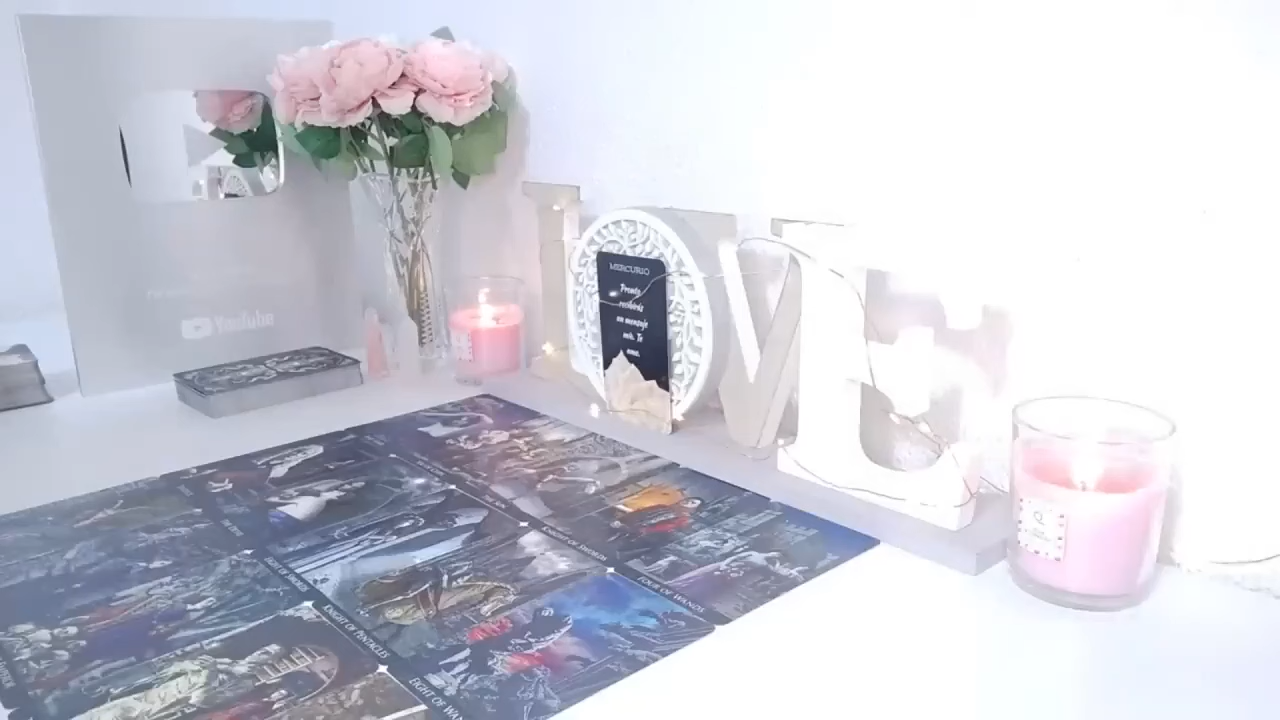 YouTube
LOVE
MERCURIO
Pronto
recibirás
un mensaje
mío. Te
amo.
KNIGHT OF SWORDS
FOUR OF WANDS
EIGHT OF SWORDS
KNIGHT OF PENTACLES
EIGHT OF WAN